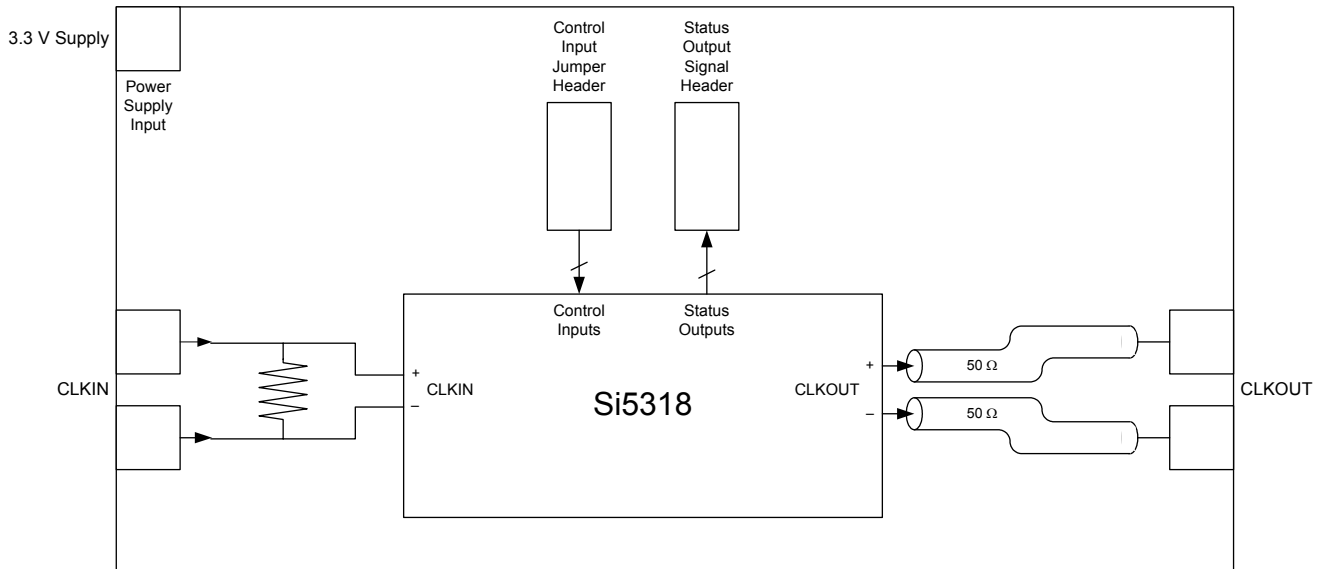 3.3 V Supply
Power
Supply
Input
Control
Input
Jumper
Header
Status
Output
Signal
Header
Control
Inputs
Status
Outputs
CLKIN
+
CLKIN
–
Si5318
+
CLKOUT
–
50 Ω
50 Ω
CLKOUT